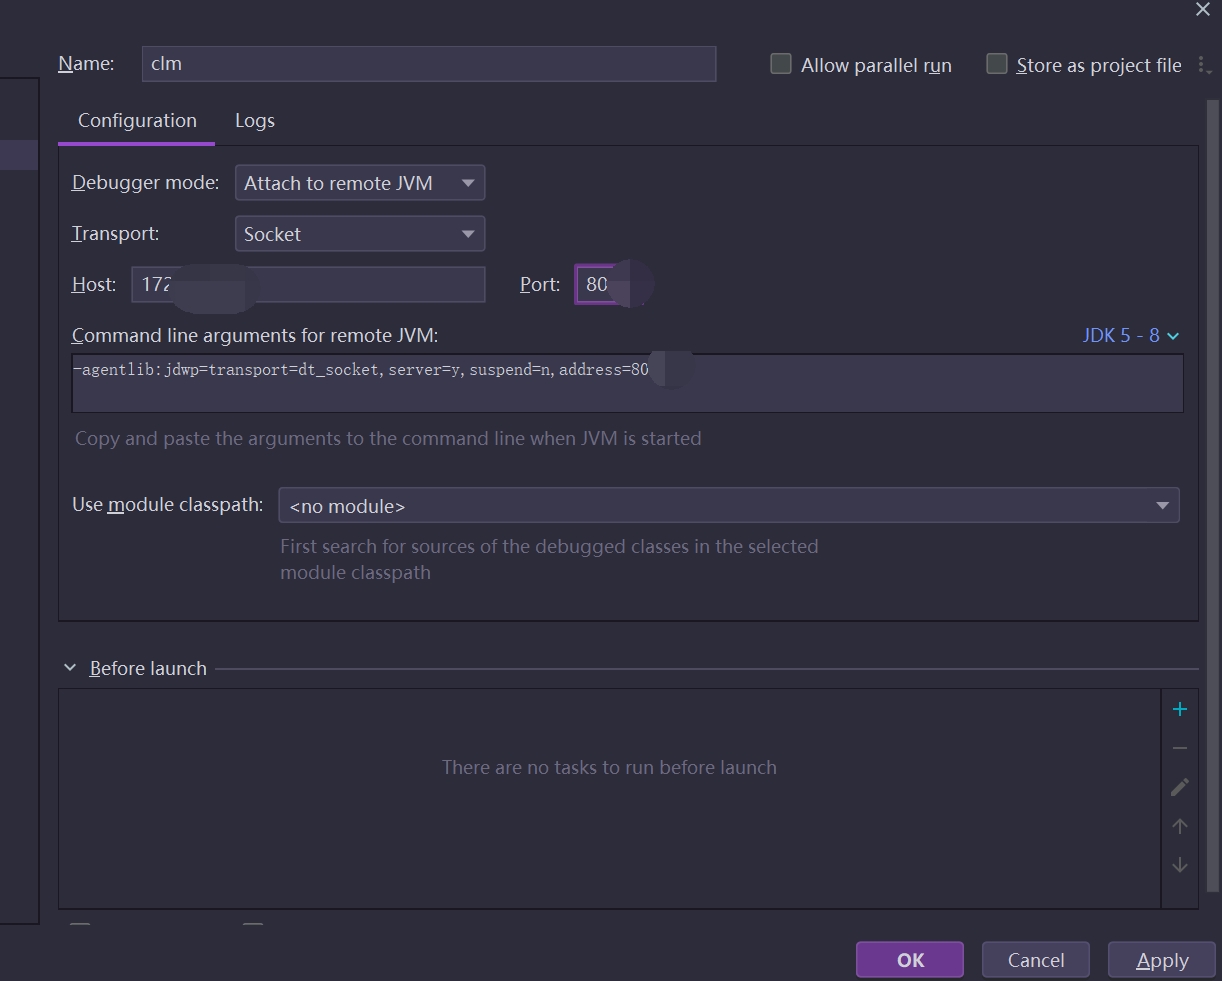 Name: clm Allow parallel run Store as project file
Configuration Logs
Debugger mode: Attach to remote JVM
Transport: Socket
Host: 172 Port: 80
Command line arguments for remote JVM: JDK 5 - 8
-agentlib:jdwp=transport=dt_socket,server=y,suspend=n,address=80
Copy and paste the arguments to the command line when JVM is started
Use module classpath: <no module>
First search for sources of the debugged classes in the selected
module classpath
Before launch
There are no tasks to run before launch
OK Cancel Apply